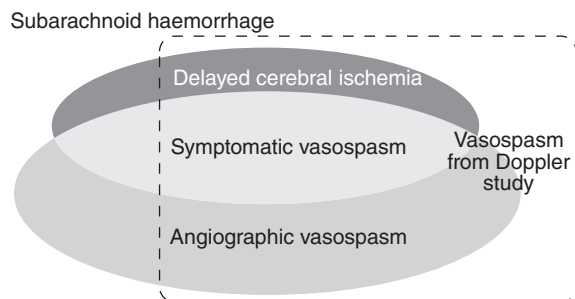 Subarachnoid haemorrhage
Delayed cerebral ischemia
Symptomatic vasospasm
Vasospasm
from Doppler
study
Angiographic vasospasm